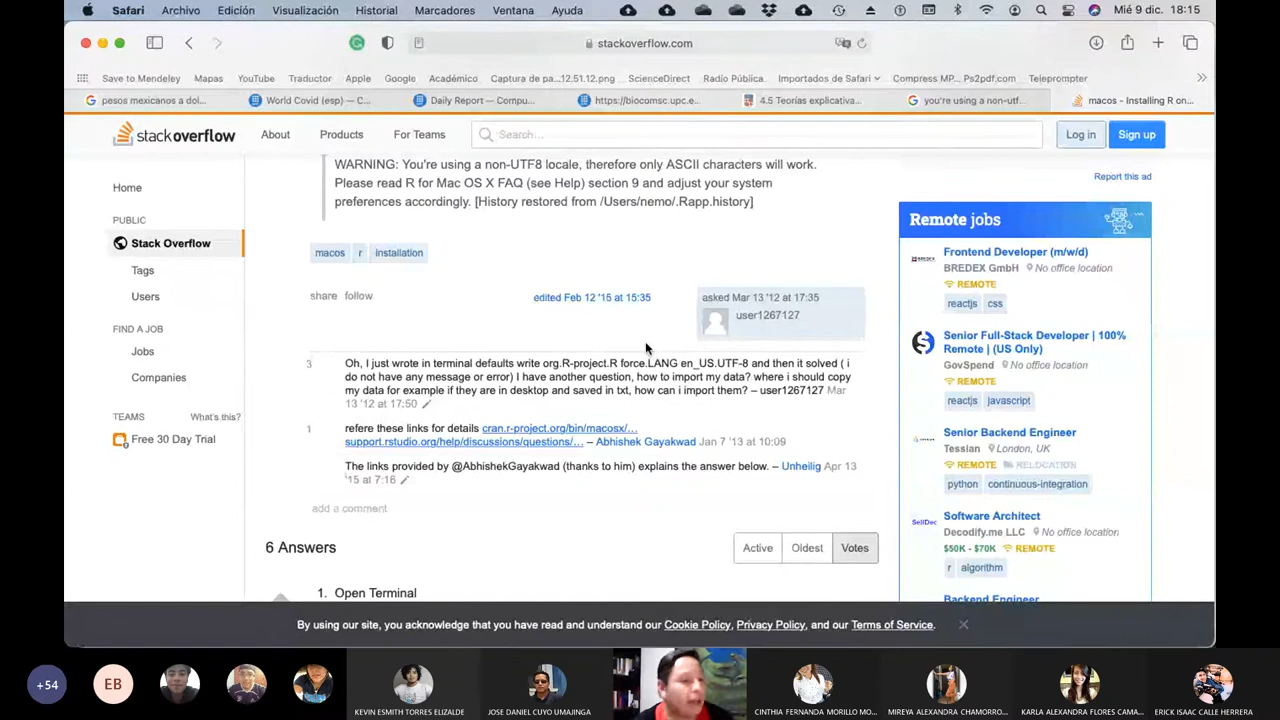 Safari Archivo Edición Visualización Historial Marcadores Ventana Ayuda Mié 9 dic. 18:15
stackoverflow.com
Save to Mendeley Mapas YouTube Traductor Apple Google Académico Captura de pa....12.51.12.png ScienceDirect Radio Pública. Importados de Safari Compress MP... Ps2pdf.com Teleprompter
pesos mexicanos a dol... World Covid (esp) — C... Daily Report — Compu... https://biocomsc.upc.e... 4.5 Teorías explicativa... you're using a non-utf... macos - Installing R on...
stackoverflow About Products For Teams Search... Log in Sign up
WARNING: You're using a non-UTF8 locale, therefore only ASCII characters will work.
Please read R for Mac OS X FAQ (see Help) section 9 and adjust your system
preferences accordingly. [History restored from /Users/nemo/.Rapp.history]
Report this ad
Home
PUBLIC
Stack Overflow
Tags
Users
FIND A JOB
Jobs
Companies
TEAMS What's this?
Free 30 Day Trial
macos r installation
share follow
edited Feb 12 '15 at 15:35
asked Mar 13 '12 at 17:35
user1267127
3
Oh, I just wrote in terminal defaults write org.R-project.R force.LANG en_US.UTF-8 and then it solved ( i
do not have any message or error) I have another question, how to import my data? where i should copy
my data for example if they are in desktop and saved in txt, how can i import them? – user1267127 Mar
13 '12 at 17:50
1
refere these links for details cran.r-project.org/bin/macosx/…
support.rstudio.org/help/discussions/questions/… – Abhishek Gayakwad Jan 7 '13 at 10:09
The links provided by @AbhishekGayakwad (thanks to him) explains the answer below. – Unheilig Apr 13
'15 at 7:16
add a comment
6 Answers
Active Oldest Votes
1. Open Terminal
Remote jobs
Frontend Developer (m/w/d)
BREDEX GmbH No office location
REMOTE
reactjs css
Senior Full-Stack Developer | 100%
Remote | (US Only)
GovSpend No office location
REMOTE
reactjs javascript
Senior Backend Engineer
Tessian London, UK
REMOTE RELOCATION
python continuous-integration
Software Architect
Decodify.me LLC No office location
$50K - $70K REMOTE
r algorithm
Backend Engineer
By using our site, you acknowledge that you have read and understand our Cookie Policy, Privacy Policy, and our Terms of Service.
+54
EB
KEVIN ESMITH TORRES ELIZALDE
JOSE DANIEL CUYO UMAJINGA
CINTHIA FERNANDA MORILLO MO...
MIREYA ALEXANDRA CHAMORRO...
KARLA ALEXANDRA FLORES CAMA...
ERICK ISAAC CALLE HERRERA